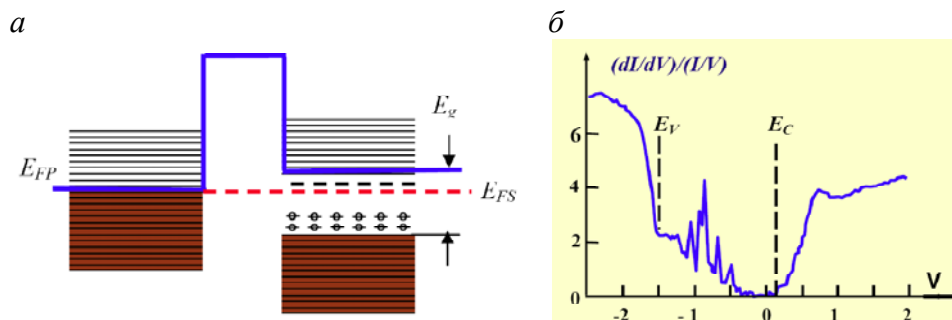 а
E_g
E_FP
E_FS
б
(dI/dV)/(I/V)
E_V E_C
6
4
2
0
-2 -1 0 1 2 V